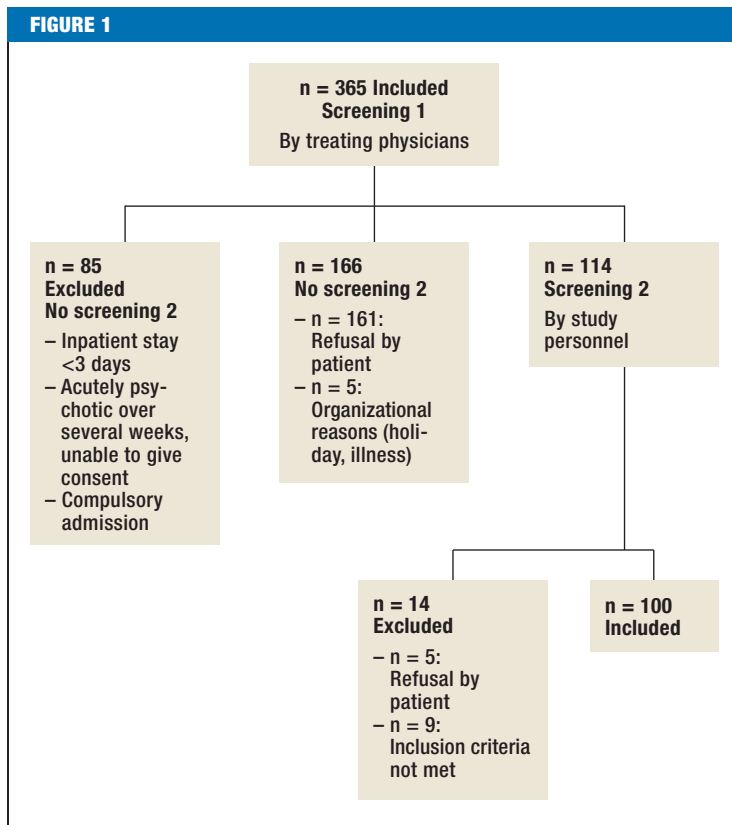 FIGURE 1
n = 365 Included
Screening 1
By treating physicians
n = 85
Excluded
No screening 2
– Inpatient stay
<3 days
– Acutely psy-
chotic over
several weeks,
unable to give
consent
– Compulsory
admission
n = 166
No screening 2
– n = 161:
Refusal by
patient
– n = 5:
Organizational
reasons (holi-
day, illness)
n = 114
Screening 2
By study
personnel
n = 14
Excluded
– n = 5:
Refusal by
patient
– n = 9:
Inclusion criteria
not met
n = 100
Included